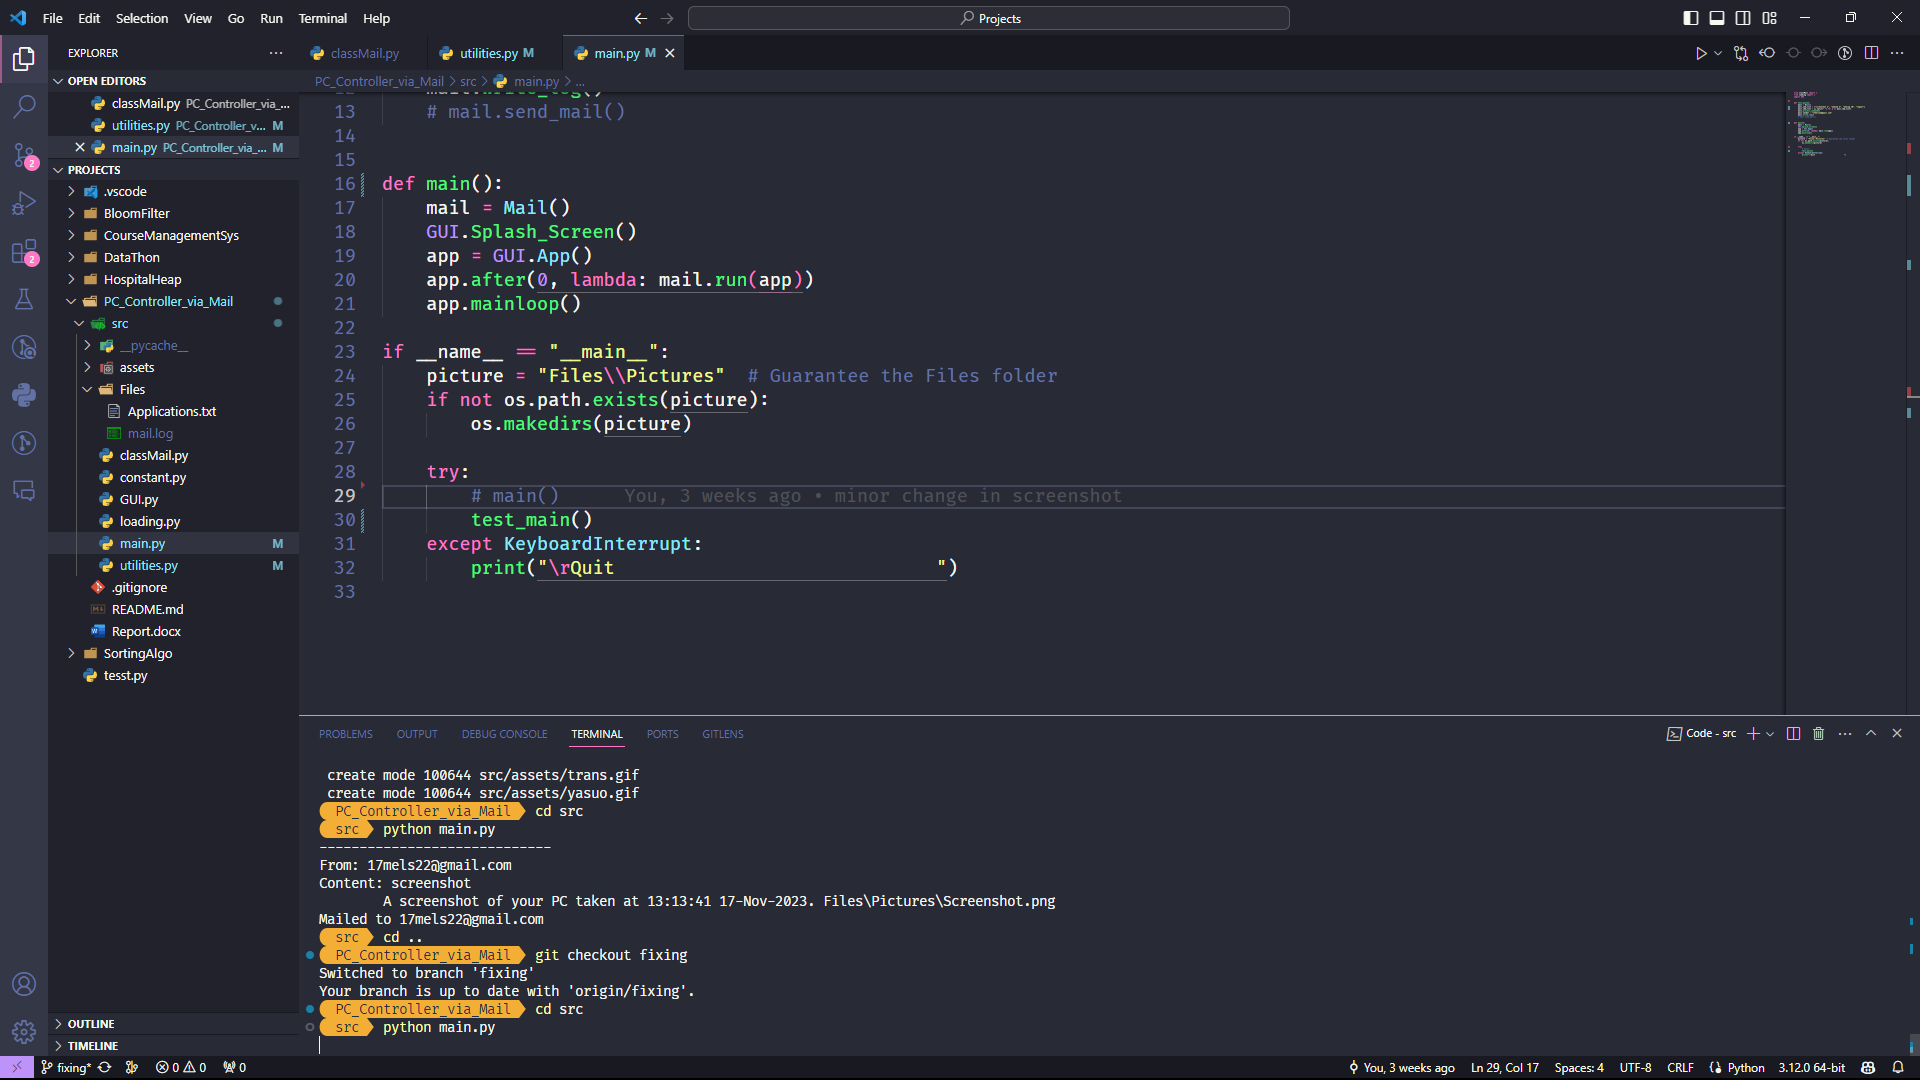 File Edit Selection View Go Run Terminal Help
Projects
EXPLORER
classMail.py
utilities.py M
main.py M
OPEN EDITORS
classMail.py PC_Controller_via_...
utilities.py PC_Controller_v... M
main.py PC_Controller_via_... M
PROJECTS
.vscode
BloomFilter
CourseManagementSys
DataThon
HospitalHeap
PC_Controller_via_Mail
src
__pycache__
assets
Files
Applications.txt
mail.log
classMail.py
constant.py
GUI.py
loading.py
main.py M
utilities.py M
.gitignore
README.md
Report.docx
SortingAlgo
tesst.py
OUTLINE
TIMELINE
2
2
PC_Controller_via_Mail > src > main.py > ...
13 # mail.send_mail()
14
15
16 def main():
17 mail = Mail()
18 GUI.Splash_Screen()
19 app = GUI.App()
20 app.after(0, lambda: mail.run(app))
21 app.mainloop()
22
23 if __name__ == "__main__":
24 picture = "Files\\Pictures" # Guarantee the Files folder
25 if not os.path.exists(picture):
26 os.makedirs(picture)
27
28 try:
29 # main() You, 3 weeks ago • minor change in screenshot
30 test_main()
31 except KeyboardInterrupt:
32 print("\rQuit                              ")
33
PROBLEMS OUTPUT DEBUG CONSOLE TERMINAL PORTS GITLENS
Code - src
create mode 100644 src/assets/trans.gif
create mode 100644 src/assets/yasuo.gif
PC_Controller_via_Mail cd src
src python main.py
-----------------------------
From: 17mels22@gmail.com
Content: screenshot
A screenshot of your PC taken at 13:13:41 17-Nov-2023. Files\Pictures\Screenshot.png
Mailed to 17mels22@gmail.com
src cd ..
PC_Controller_via_Mail git checkout fixing
Switched to branch 'fixing'
Your branch is up to date with 'origin/fixing'.
PC_Controller_via_Mail cd src
src python main.py
fixing* 0 0 0
You, 3 weeks ago Ln 29, Col 17 Spaces: 4 UTF-8 CRLF Python 3.12.0 64-bit